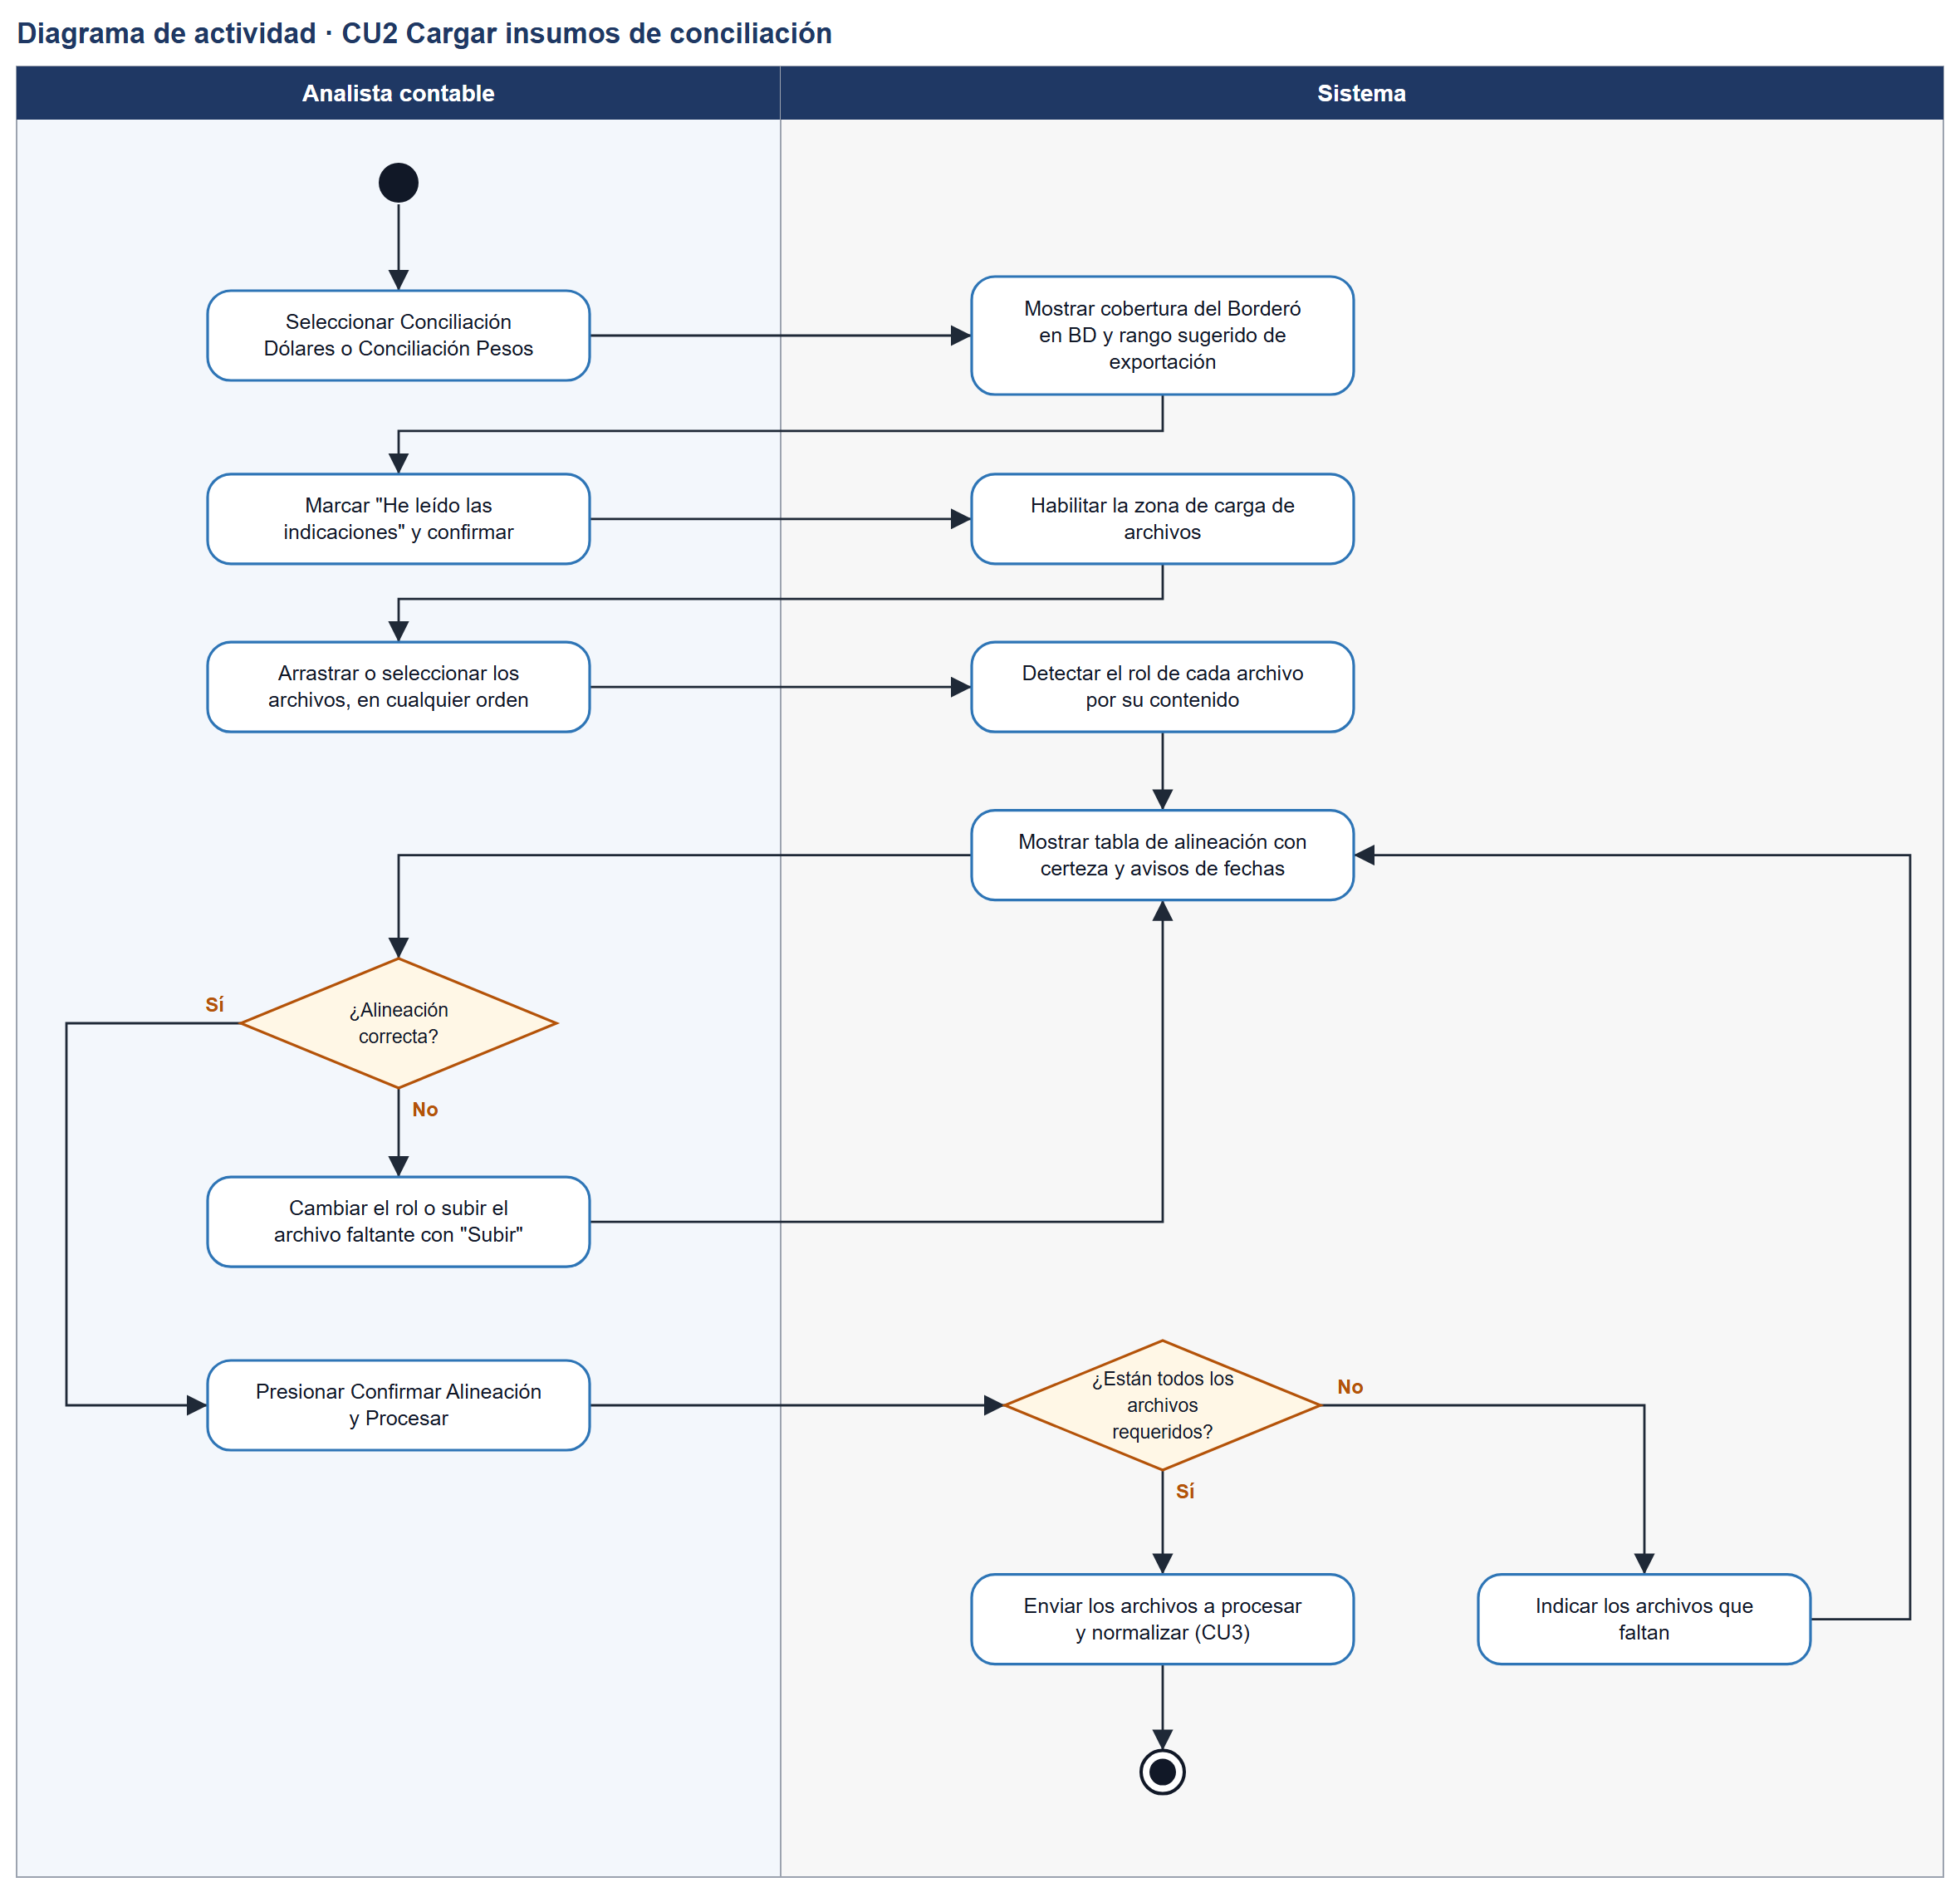 Diagrama de actividad · CU2 Cargar insumos de conciliación
Analista contable
Sistema
Seleccionar Conciliación
Dólares o Conciliación Pesos
Mostrar cobertura del Borderó
en BD y rango sugerido de
exportación
Marcar "He leído las
indicaciones" y confirmar
Habilitar la zona de carga de
archivos
Arrastrar o seleccionar los
archivos, en cualquier orden
Detectar el rol de cada archivo
por su contenido
Mostrar tabla de alineación con
certeza y avisos de fechas
Sí
¿Alineación
correcta?
No
Cambiar el rol o subir el
archivo faltante con "Subir"
Presionar Confirmar Alineación
y Procesar
¿Están todos los
archivos
requeridos?
No
Sí
Enviar los archivos a procesar
y normalizar (CU3)
Indicar los archivos que
faltan